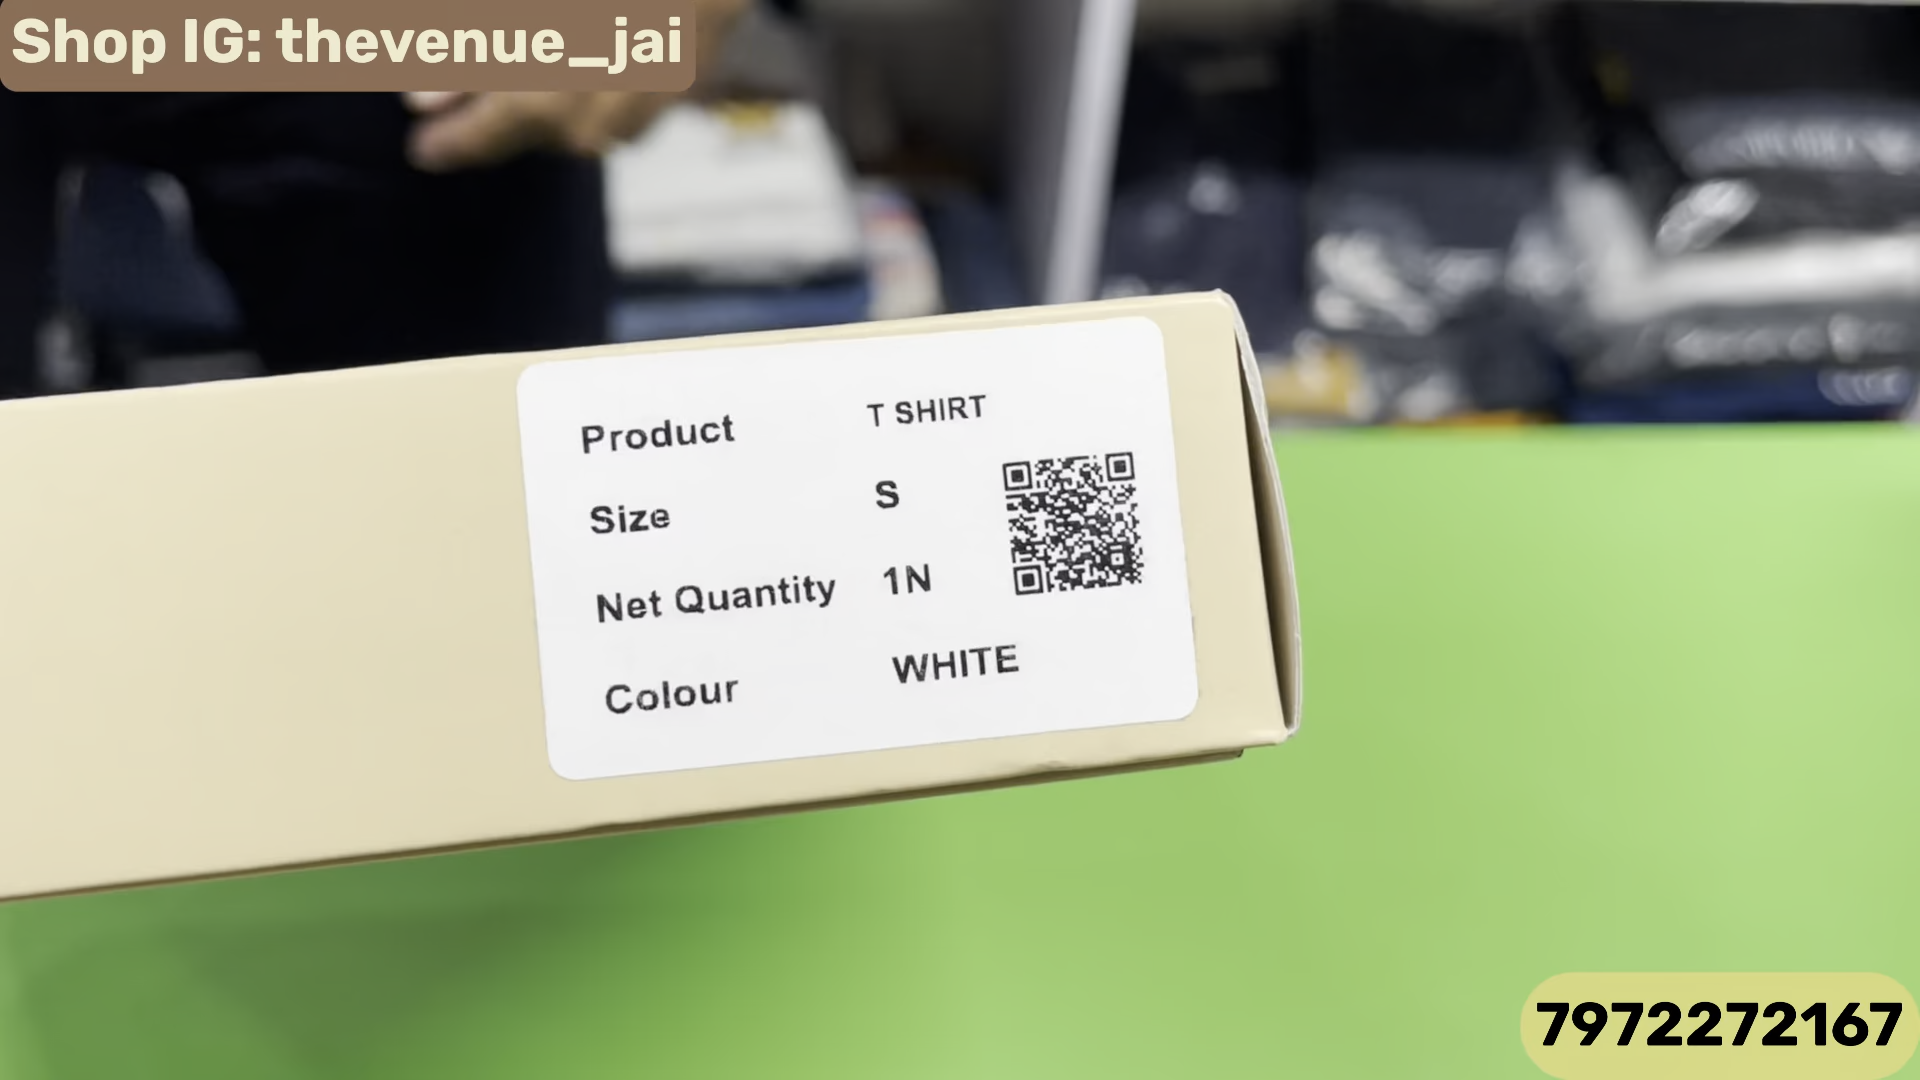 Shop IG: thevenue_jai
Product T SHIRT
Size S
Net Quantity 1N
Colour WHITE
7972272167